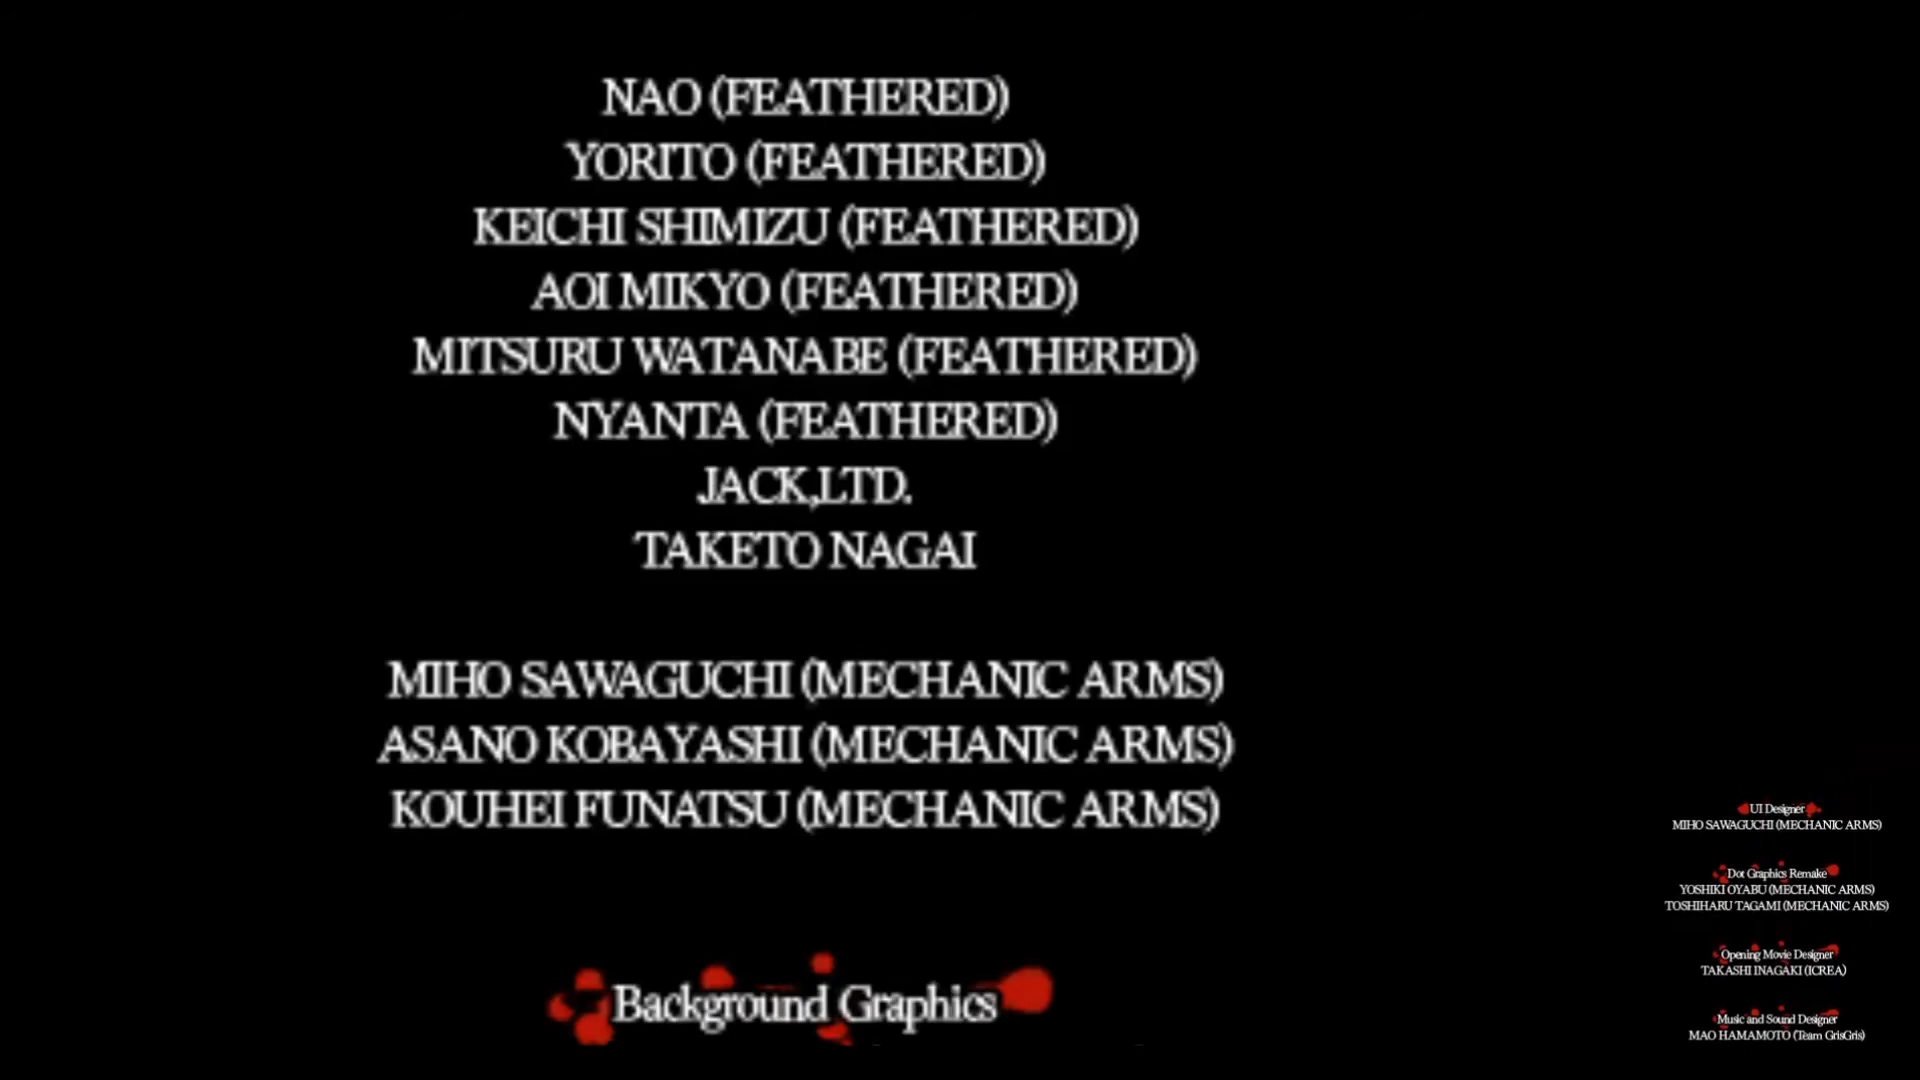 NAO (FEATHERED)
YORITO (FEATHERED)
KEICHI SHIMIZU (FEATHERED)
AOI MIKYO (FEATHERED)
MITSURU WATANABE (FEATHERED)
NYANTA (FEATHERED)
JACK,LTD.
TAKETO NAGAI
MIHO SAWAGUCHI (MECHANIC ARMS)
ASANO KOBAYASHI (MECHANIC ARMS)
KOUHEI FUNATSU (MECHANIC ARMS)
Background Graphics
UI Designer
MIHO SAWAGUCHI (MECHANIC ARMS)
Dot Graphics Remake
YOSHIKI OYABU (MECHANIC ARMS)
TOSHIHARU TAGAMI (MECHANIC ARMS)
Opening Movie Designer
TAKASHI INAGAKI (ICREA)
Music and Sound Designer
MAO HAMAMOTO (Team GrisGris)